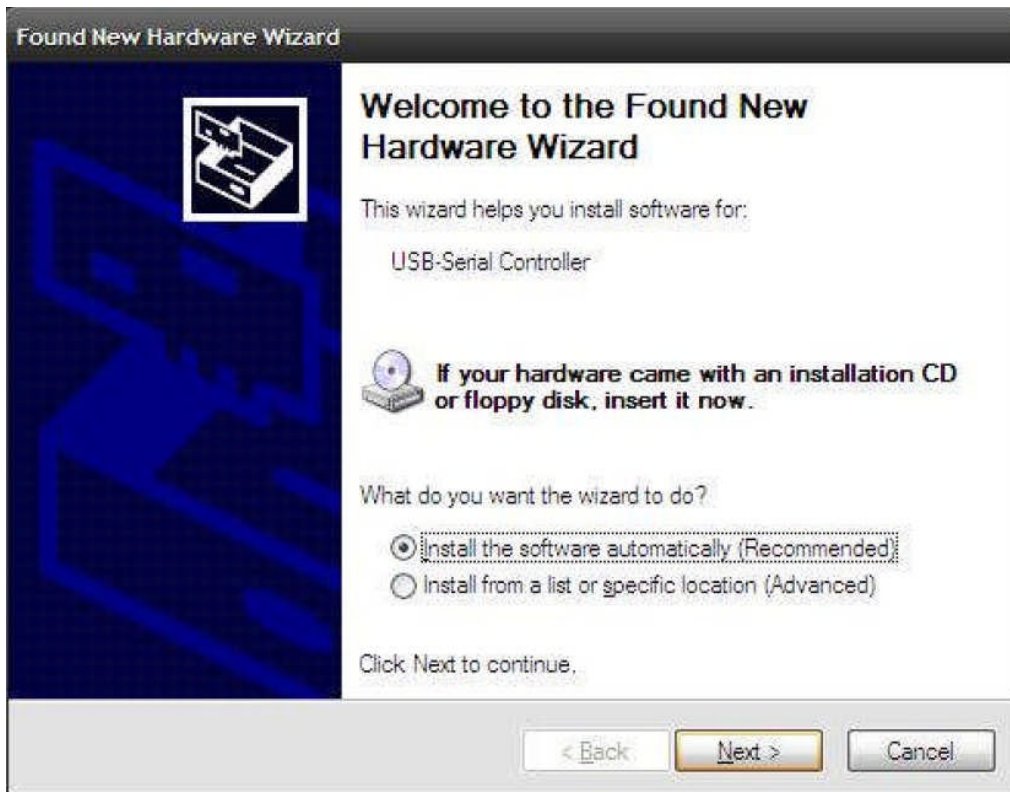 Found New Hardware Wizard
Welcome to the Found New
Hardware Wizard
This wizard helps you install software for:
USB-Serial Controller
If your hardware came with an installation CD
or floppy disk, insert it now.
What do you want the wizard to do?
Install the software automatically (Recommended)
Install from a list or specific location (Advanced)
Click Next to continue.
< Back Next > Cancel